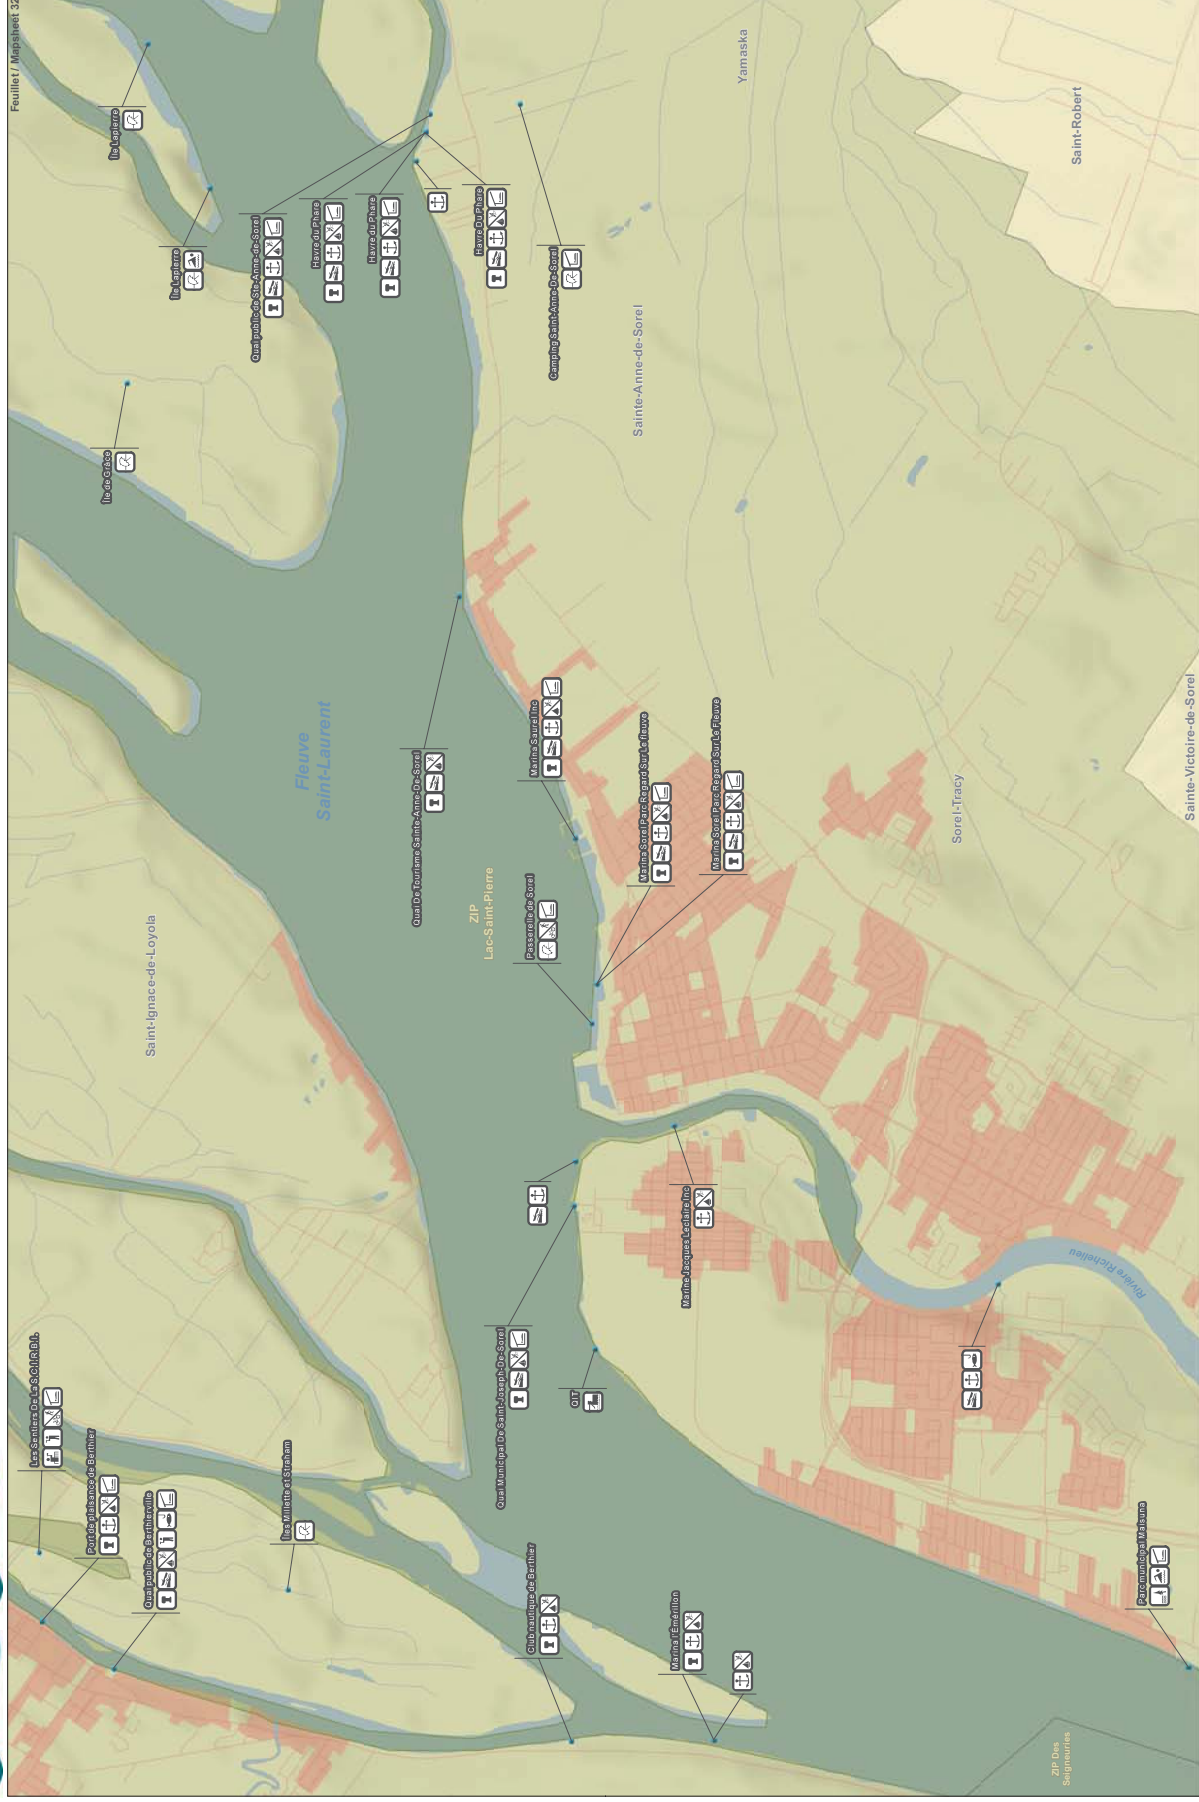 Feuillet / Mapsheet 32
Île Lapierre
Île Lapierre
Quai public de Ste-Anne-de-Sorel
Havre du Phare
Havre du Phare
Havre Du Phare
Camping Saint-Anne-De-Sorel
Yamaska
Saint-Robert
Île de Grâce
Sainte-Anne-de-Sorel
Fleuve
Saint-Laurent
Quai De Tourisme Sainte-Anne-De-Sorel
Marina Saurel Inc
Marina Sorel Parc Regard Sur Le fleuve
Marina Sorel Parc Regard Sur Le Fleuve
Sorel-Tracy
Sainte-Victoire-de-Sorel
Saint-Ignace-de-Loyola
ZIP
Lac-Saint-Pierre
Passerelle de Sorel
Marine Jacques Leclaire Inc
Rivière Richelieu
Les Sentiers De La S.C.I.R.B.I.
Port de plaisance de Berthier
Quai public de Berthierville
Îles Millette et Straham
Quai Municipal De Saint-Joseph-De-Sorel
QIT
Club nautique de Berthier
Marina l'Émérillon
Parc municipal Maisuna
ZIP Des
Seigneuries